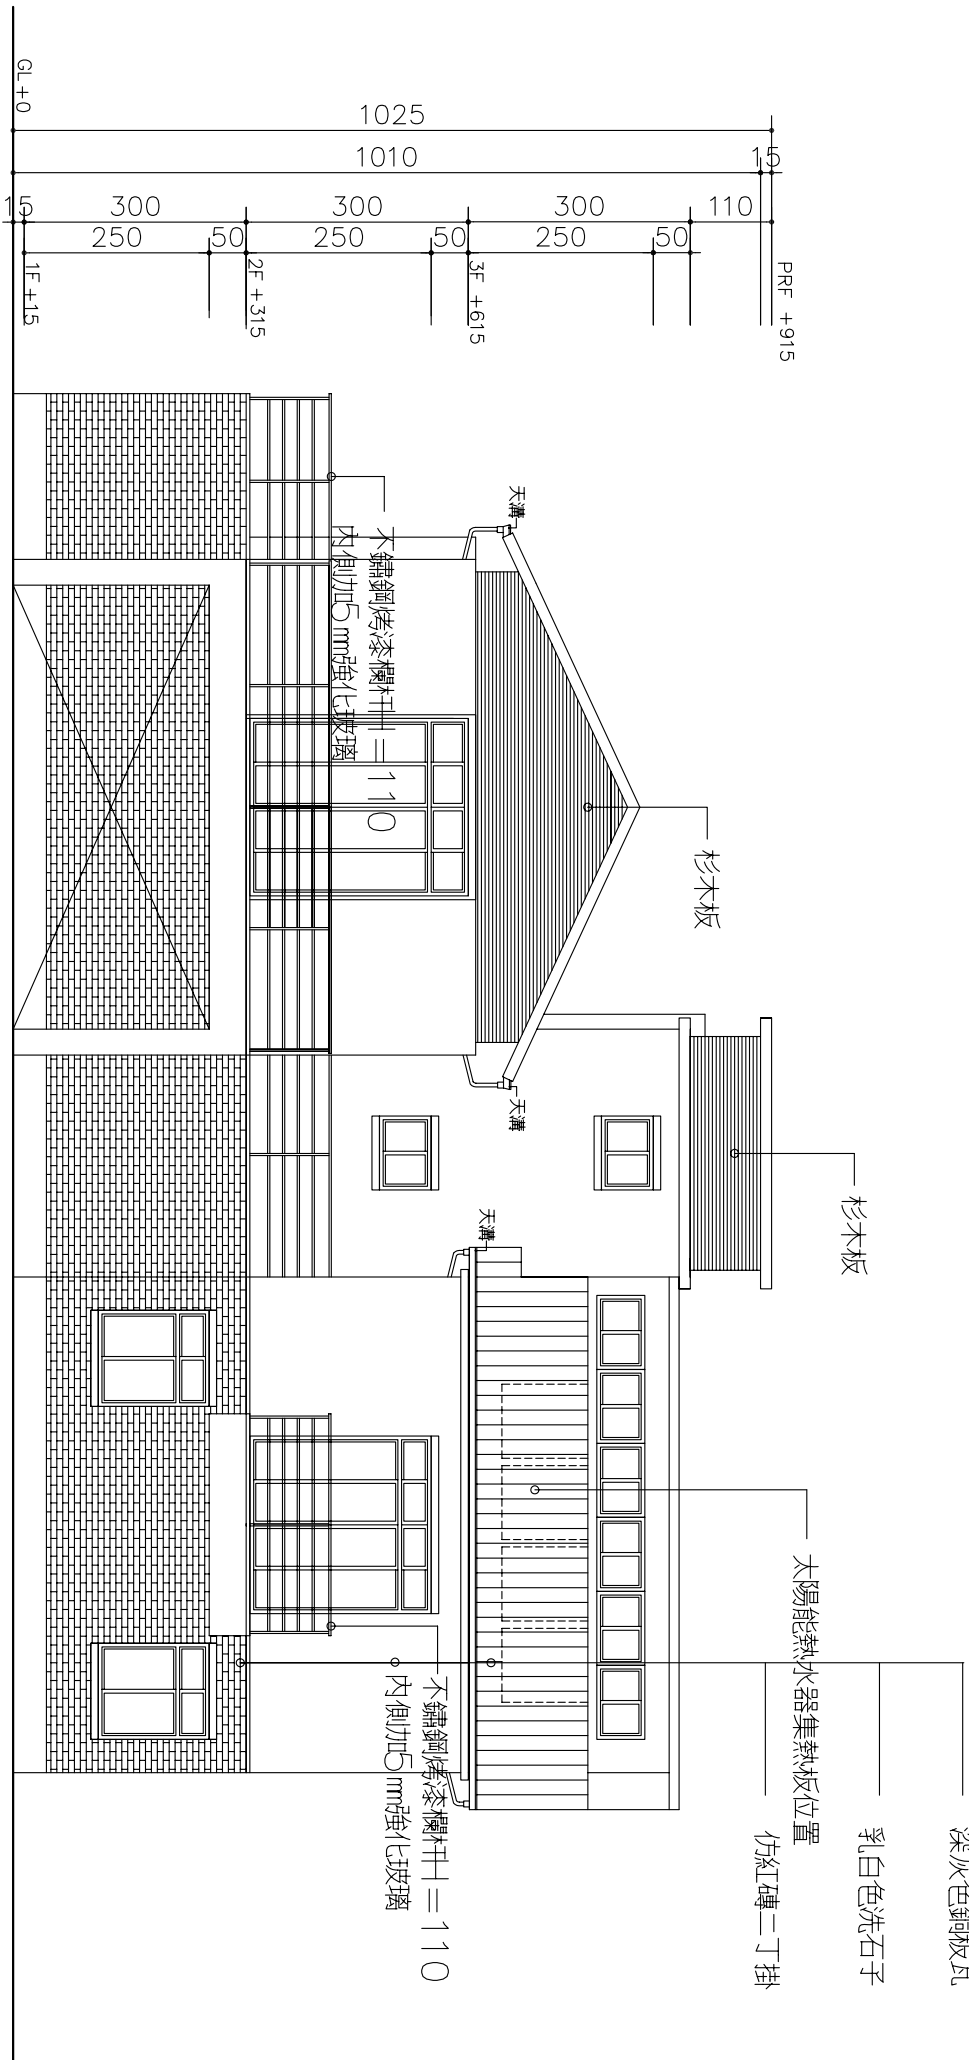 1025
1010
15
15
300
300
300
110
250
50
250
50
250
50
GL+0
1F +15
2F +315
3F +615
PRF +915
天溝
不鏽鋼烤漆欄杆H=110
內側加5mm強化玻璃
杉木板
天溝
杉木板
天溝
太陽能熱水器集熱板位置
不鏽鋼烤漆欄杆H=110
內側加5mm強化玻璃
深灰色鋼板瓦
乳白色洗石子
仿紅磚二丁掛